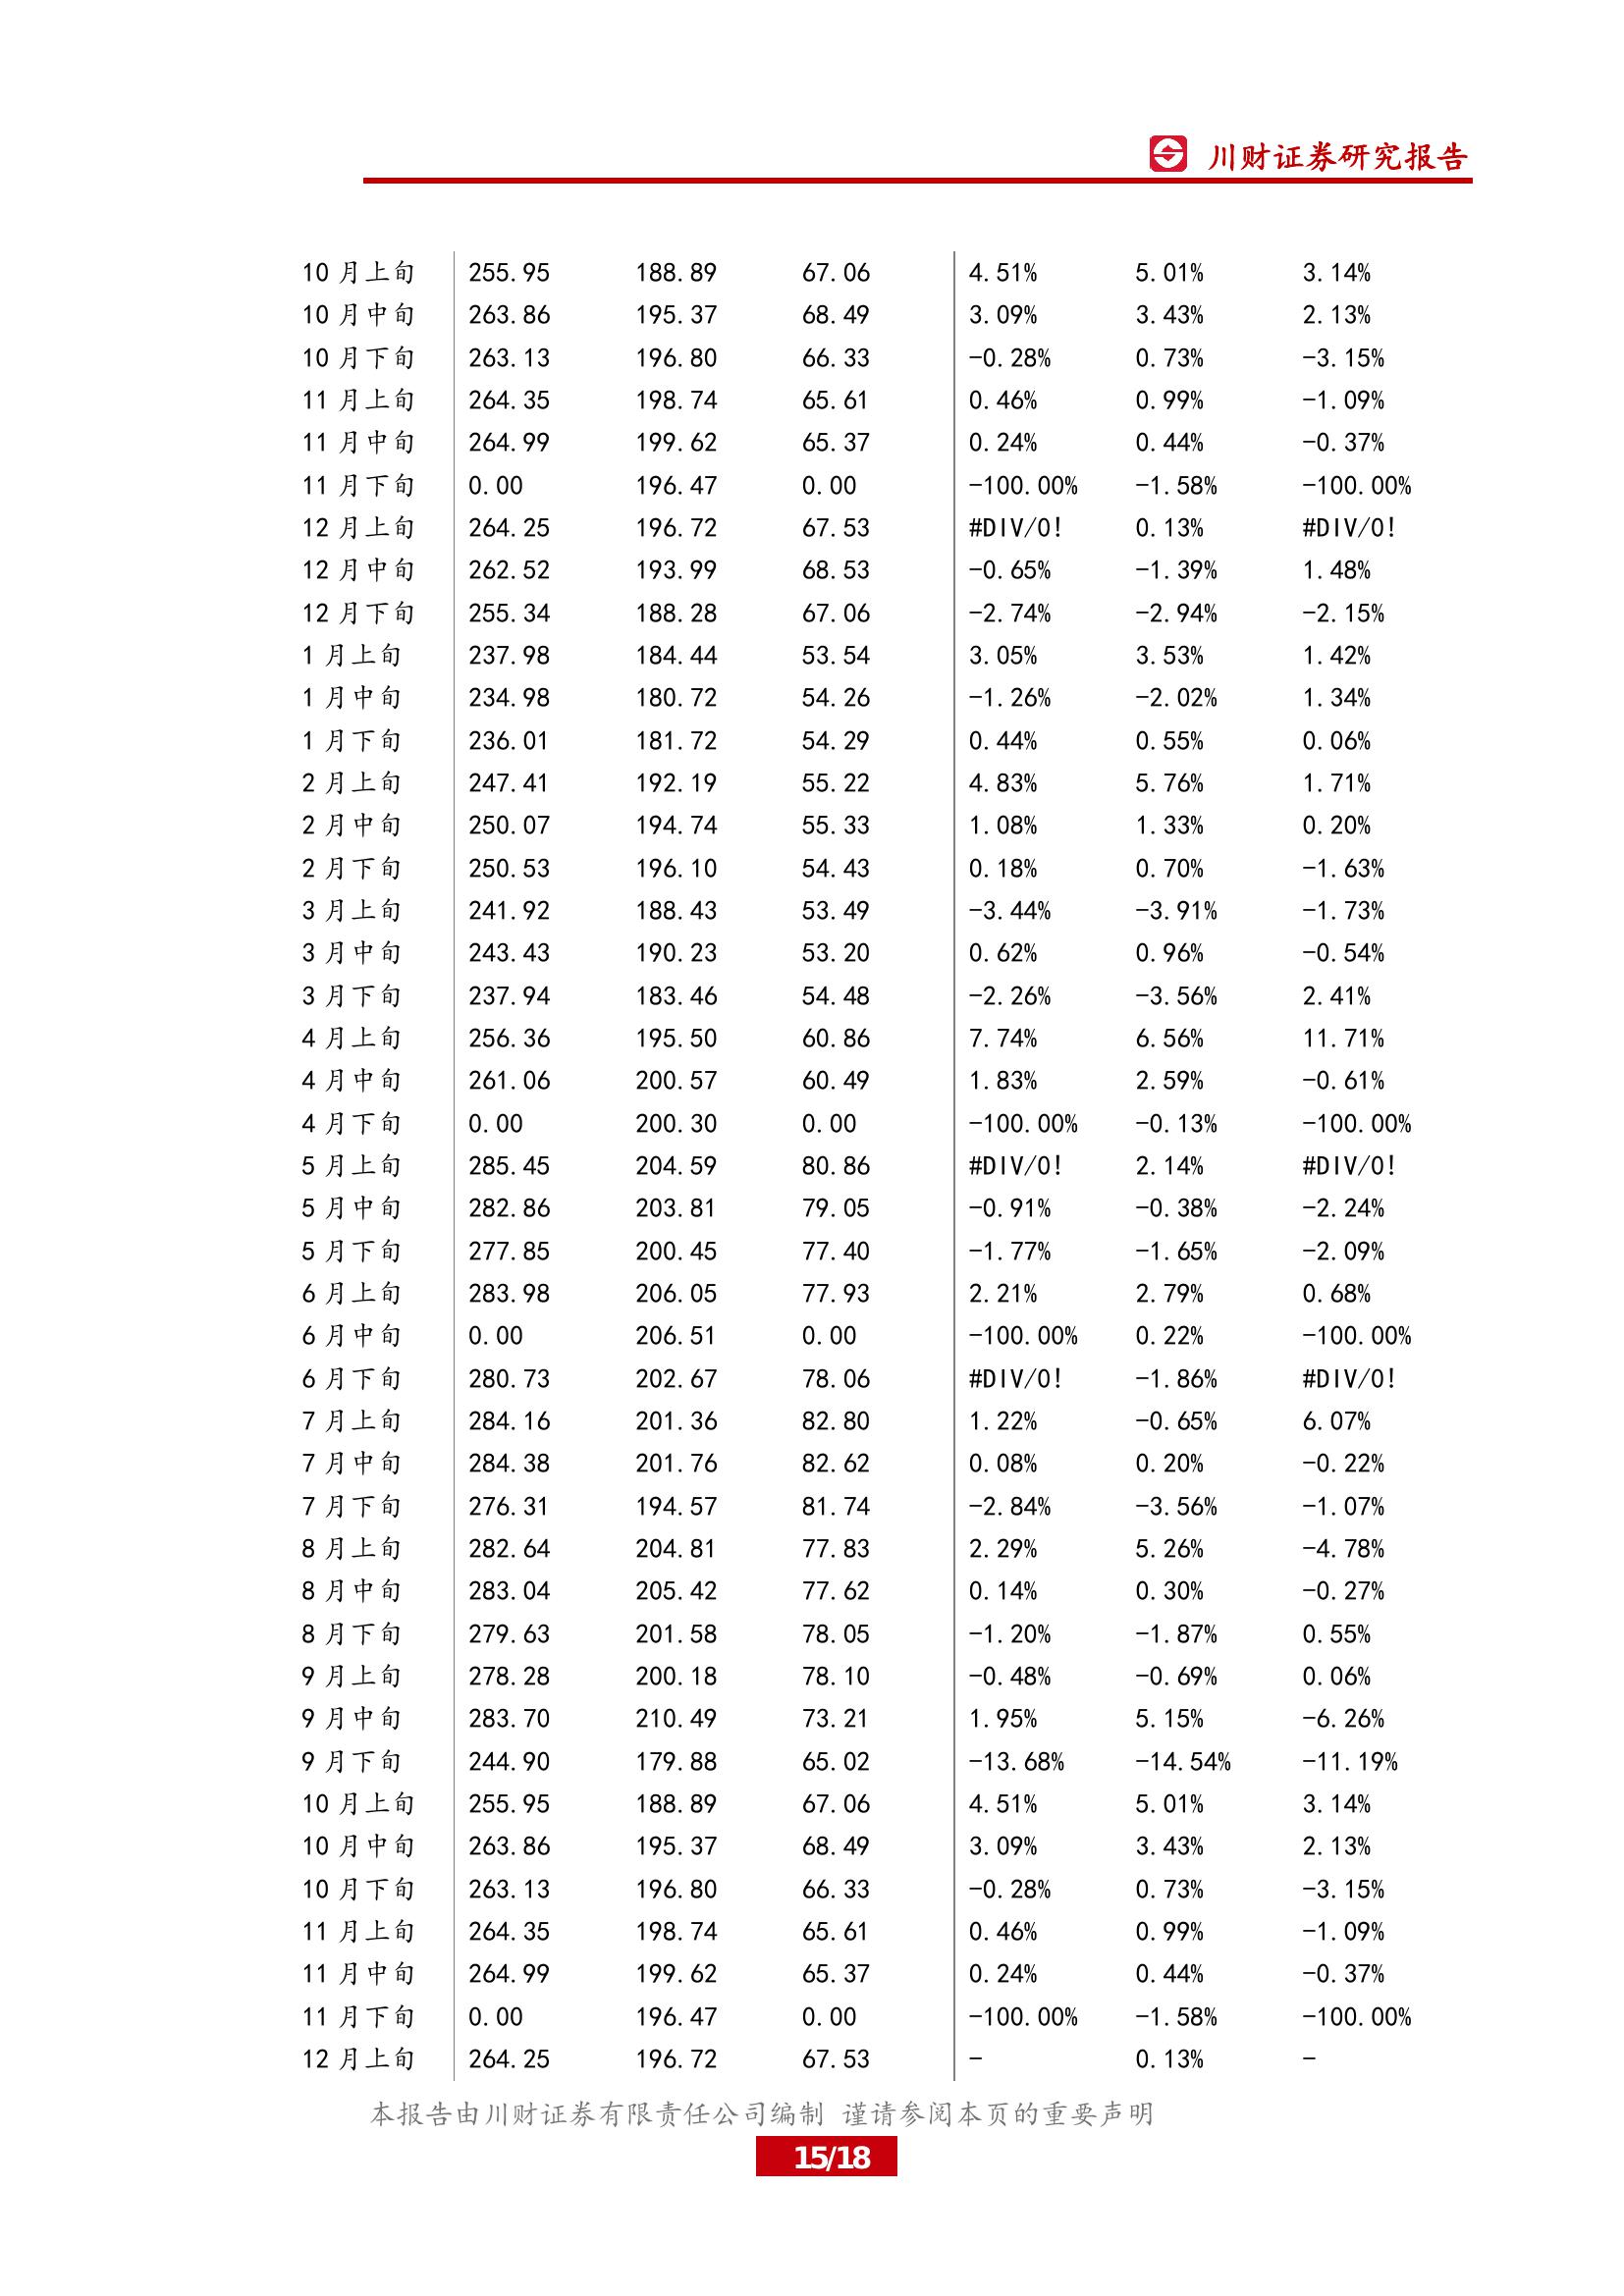 川财证券研究报告
10 月上旬 255.95 188.89 67.06 4.51% 5.01% 3.14%
10 月中旬 263.86 195.37 68.49 3.09% 3.43% 2.13%
10 月下旬 263.13 196.80 66.33 -0.28% 0.73% -3.15%
11 月上旬 264.35 198.74 65.61 0.46% 0.99% -1.09%
11 月中旬 264.99 199.62 65.37 0.24% 0.44% -0.37%
11 月下旬 0.00 196.47 0.00 -100.00% -1.58% -100.00%
12 月上旬 264.25 196.72 67.53 #DIV/0! 0.13% #DIV/0!
12 月中旬 262.52 193.99 68.53 -0.65% -1.39% 1.48%
12 月下旬 255.34 188.28 67.06 -2.74% -2.94% -2.15%
1 月上旬 237.98 184.44 53.54 3.05% 3.53% 1.42%
1 月中旬 234.98 180.72 54.26 -1.26% -2.02% 1.34%
1 月下旬 236.01 181.72 54.29 0.44% 0.55% 0.06%
2 月上旬 247.41 192.19 55.22 4.83% 5.76% 1.71%
2 月中旬 250.07 194.74 55.33 1.08% 1.33% 0.20%
2 月下旬 250.53 196.10 54.43 0.18% 0.70% -1.63%
3 月上旬 241.92 188.43 53.49 -3.44% -3.91% -1.73%
3 月中旬 243.43 190.23 53.20 0.62% 0.96% -0.54%
3 月下旬 237.94 183.46 54.48 -2.26% -3.56% 2.41%
4 月上旬 256.36 195.50 60.86 7.74% 6.56% 11.71%
4 月中旬 261.06 200.57 60.49 1.83% 2.59% -0.61%
4 月下旬 0.00 200.30 0.00 -100.00% -0.13% -100.00%
5 月上旬 285.45 204.59 80.86 #DIV/0! 2.14% #DIV/0!
5 月中旬 282.86 203.81 79.05 -0.91% -0.38% -2.24%
5 月下旬 277.85 200.45 77.40 -1.77% -1.65% -2.09%
6 月上旬 283.98 206.05 77.93 2.21% 2.79% 0.68%
6 月中旬 0.00 206.51 0.00 -100.00% 0.22% -100.00%
6 月下旬 280.73 202.67 78.06 #DIV/0! -1.86% #DIV/0!
7 月上旬 284.16 201.36 82.80 1.22% -0.65% 6.07%
7 月中旬 284.38 201.76 82.62 0.08% 0.20% -0.22%
7 月下旬 276.31 194.57 81.74 -2.84% -3.56% -1.07%
8 月上旬 282.64 204.81 77.83 2.29% 5.26% -4.78%
8 月中旬 283.04 205.42 77.62 0.14% 0.30% -0.27%
8 月下旬 279.63 201.58 78.05 -1.20% -1.87% 0.55%
9 月上旬 278.28 200.18 78.10 -0.48% -0.69% 0.06%
9 月中旬 283.70 210.49 73.21 1.95% 5.15% -6.26%
9 月下旬 244.90 179.88 65.02 -13.68% -14.54% -11.19%
10 月上旬 255.95 188.89 67.06 4.51% 5.01% 3.14%
10 月中旬 263.86 195.37 68.49 3.09% 3.43% 2.13%
10 月下旬 263.13 196.80 66.33 -0.28% 0.73% -3.15%
11 月上旬 264.35 198.74 65.61 0.46% 0.99% -1.09%
11 月中旬 264.99 199.62 65.37 0.24% 0.44% -0.37%
11 月下旬 0.00 196.47 0.00 -100.00% -1.58% -100.00%
12 月上旬 264.25 196.72 67.53 - 0.13% -
本报告由川财证券有限责任公司编制 谨请参阅本页的重要声明
15/18